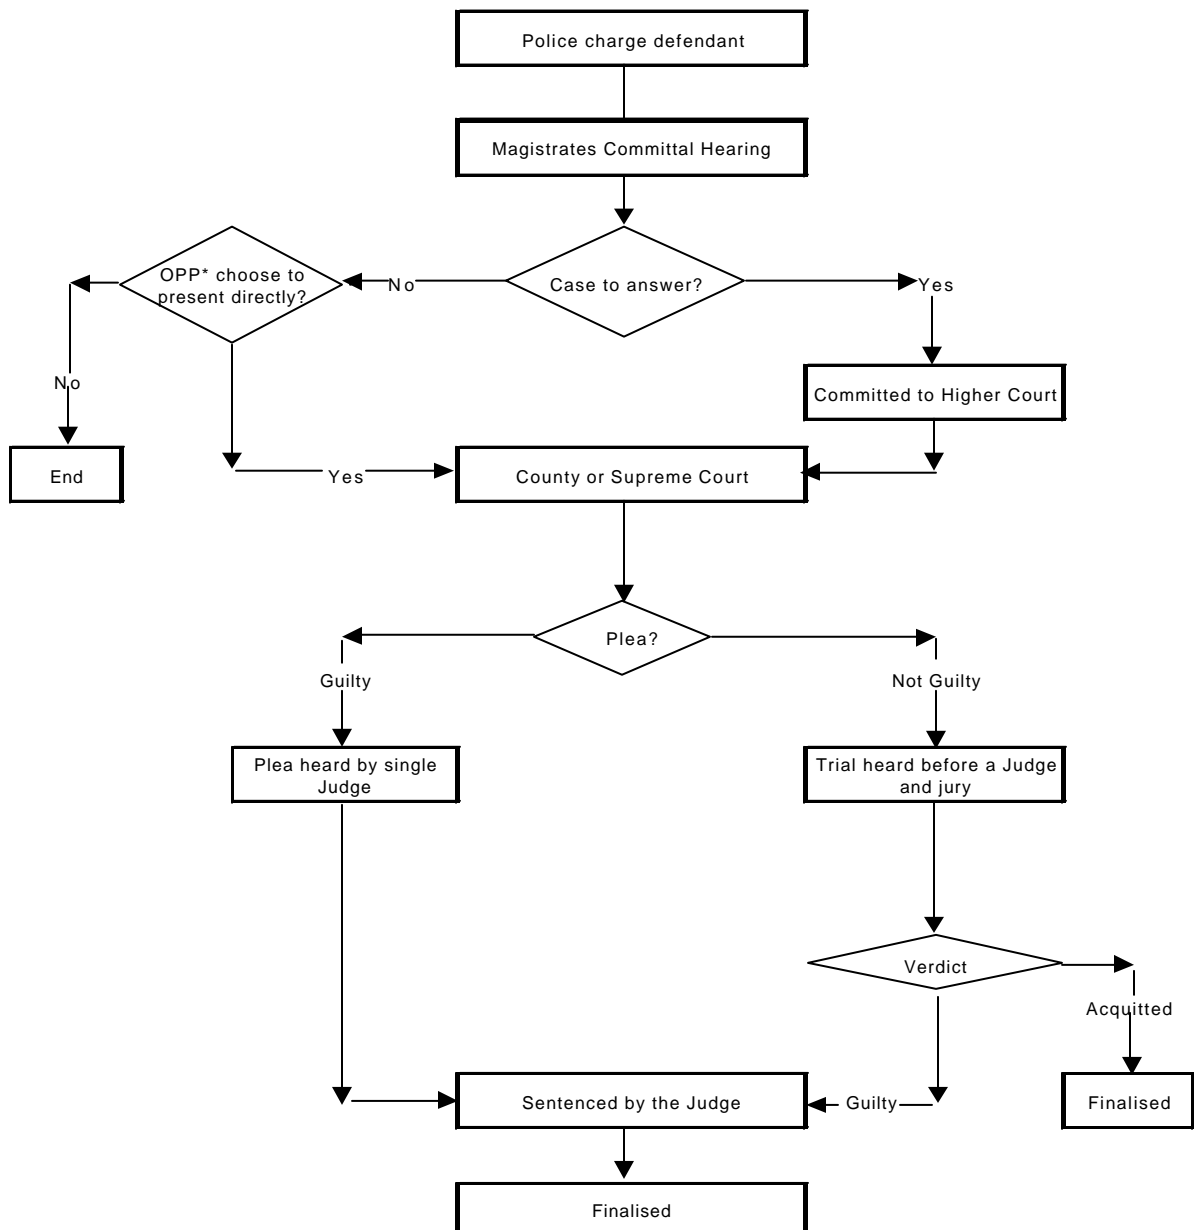 Police charge defendant
Magistrates Committal Hearing
OPP* choose to
present directly?
No
Case to answer?
Yes
No
Committed to Higher Court
End
Yes
County or Supreme Court
Plea?
Guilty
Not Guilty
Plea heard by single
Judge
Trial heard before a Judge
and jury
Verdict
Acquitted
Sentenced by the Judge
Guilty
Finalised
Finalised